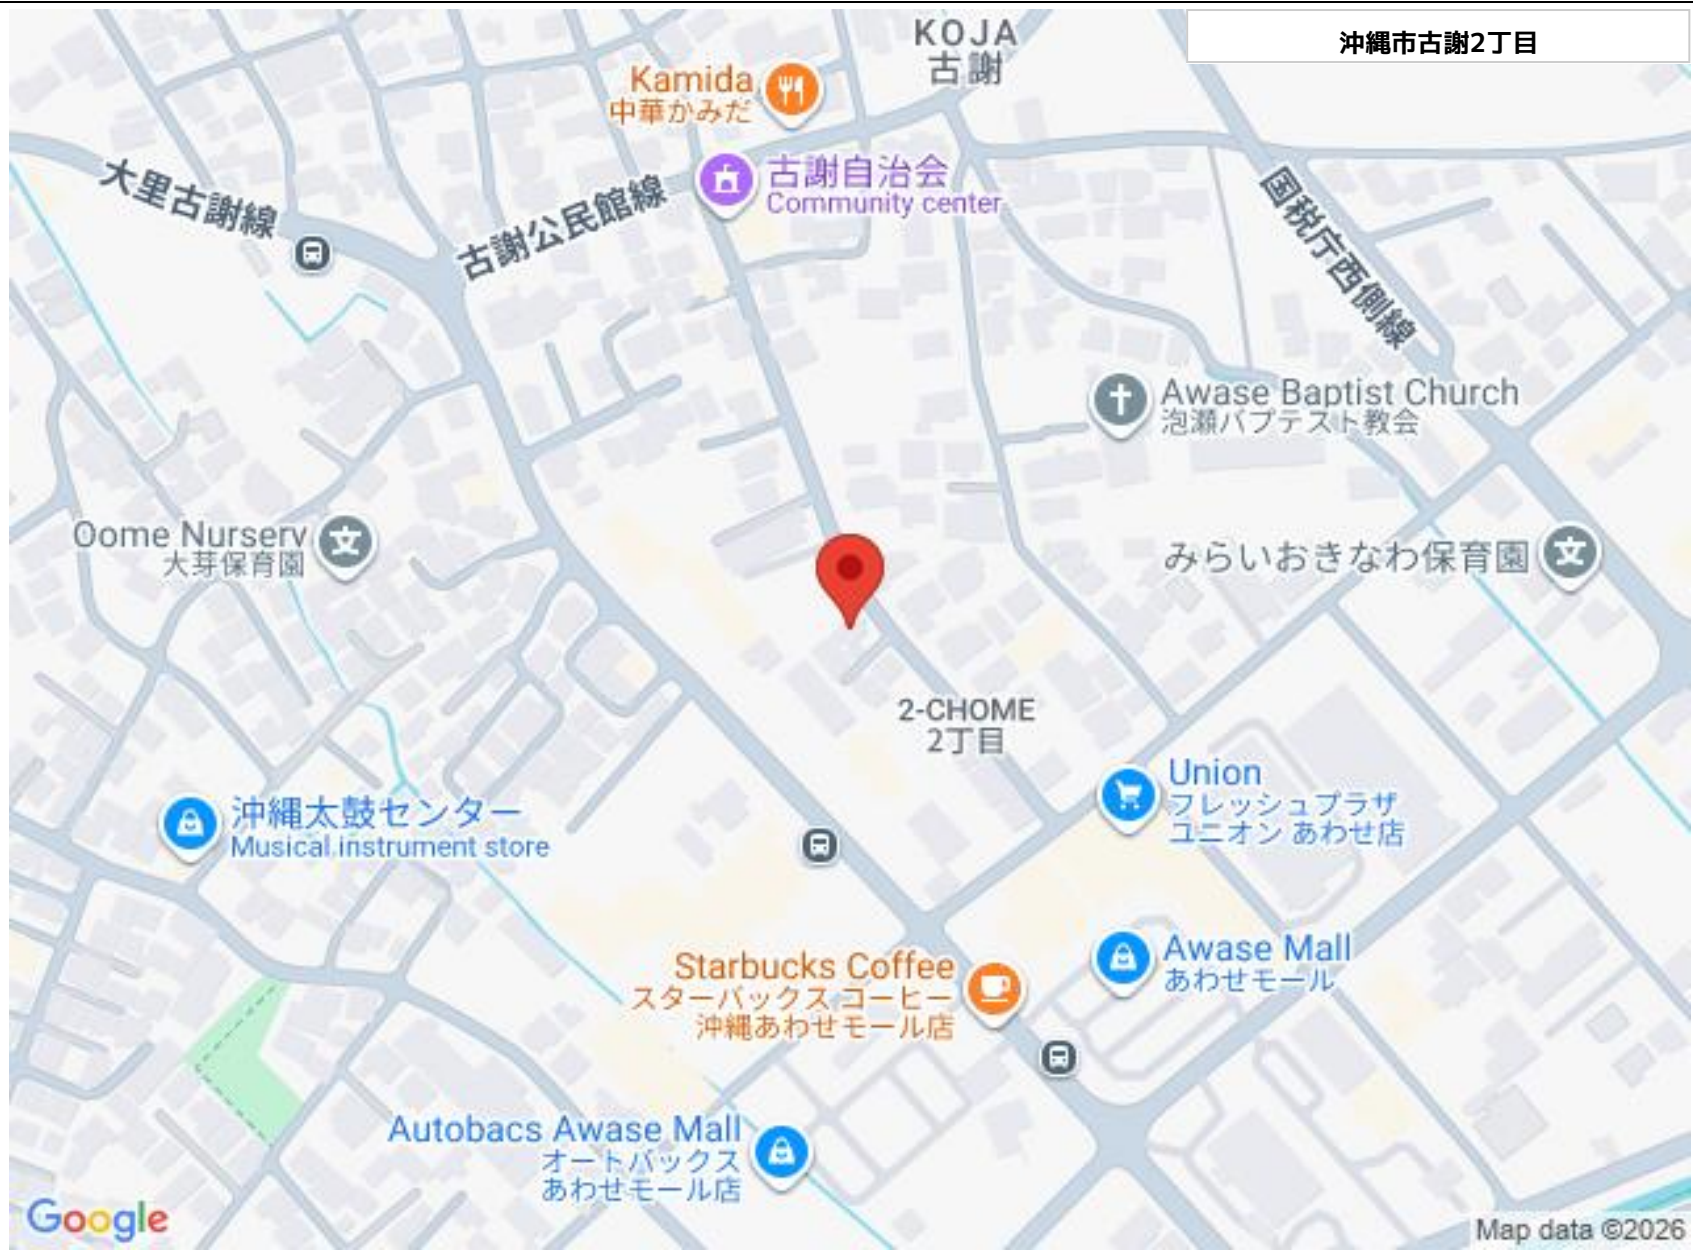 KOJA
古謝
沖縄市古謝2丁目
Kamida
中華かみだ
古謝自治会
Community center
大里古謝線
古謝公民館線
国税庁西側線
Awase Baptist Church
泡瀬バプテスト教会
Oome Nursery
大芽保育園
みらいおきなわ保育園
2-CHOME
2丁目
Union
フレッシュプラザ
ユニオン あわせ店
沖縄太鼓センター
Musical instrument store
Starbucks Coffee
スターバックス コーヒー
沖縄あわせモール店
Awase Mall
あわせモール
Autobacs Awase Mall
オートバックス
あわせモール店
Google
Map data ©2026